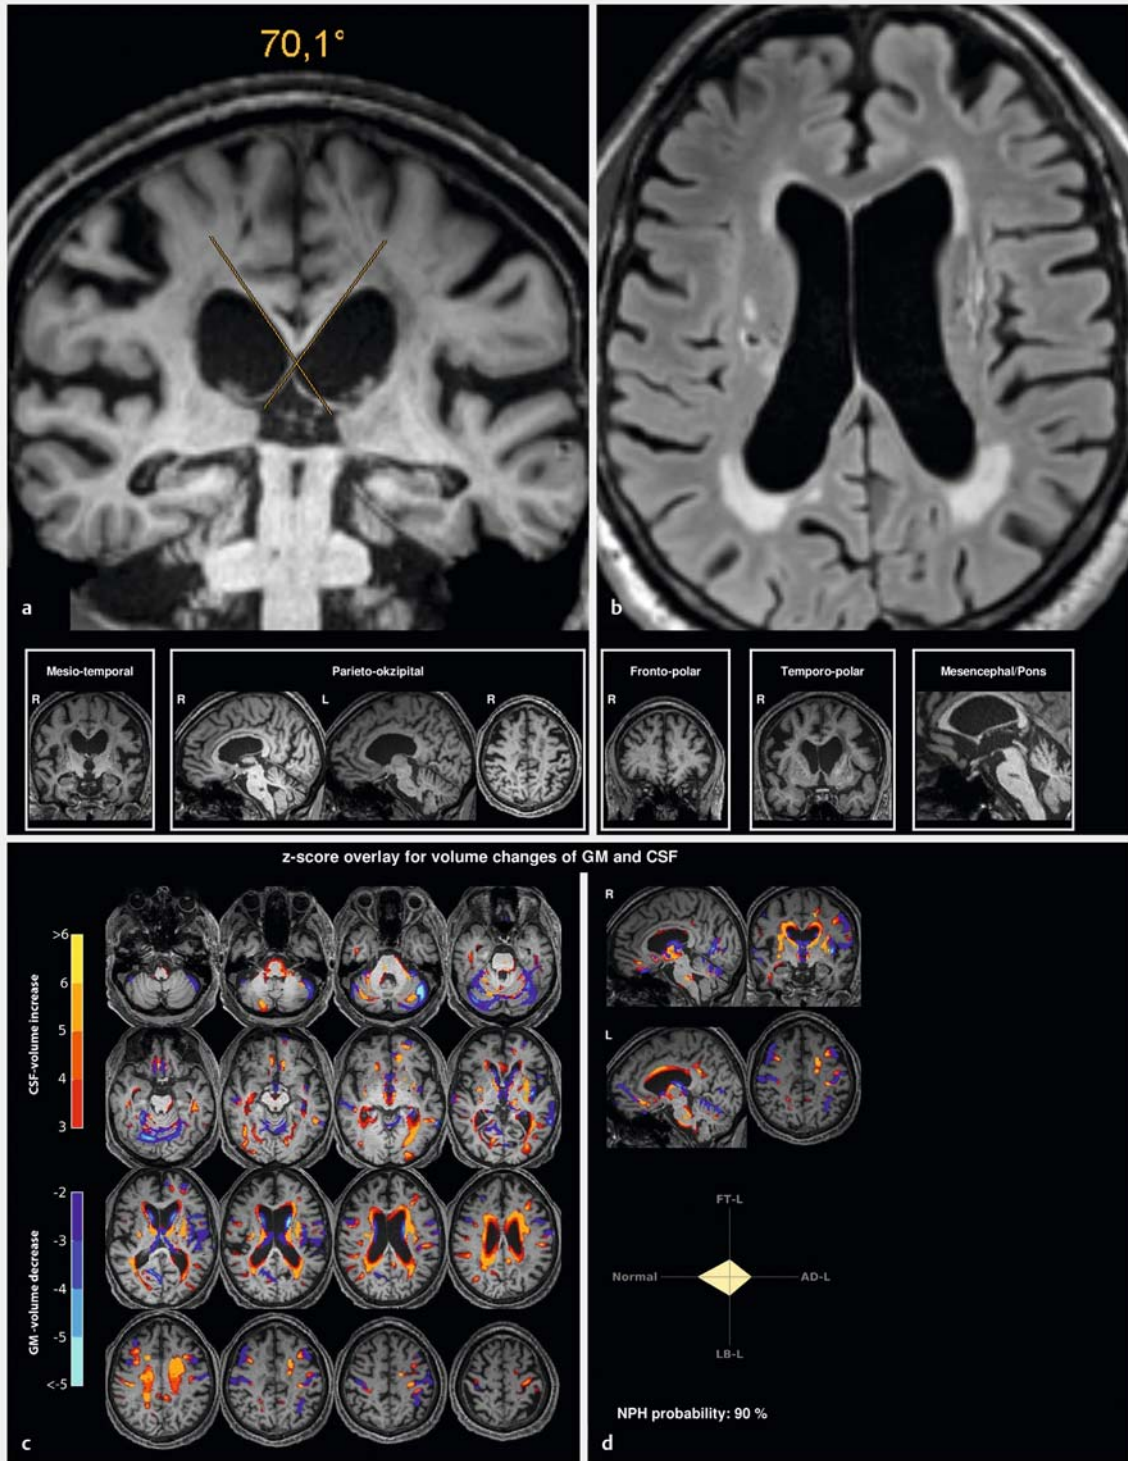 70,1°
a
b
Mesio-temporal
R
Parieto-okzipital
R
L
R
Fronto-polar
R
Temporo-polar
R
Mesencephal/Pons
z-score overlay for volume changes of GM and CSF
CSF-volume increase
>6
6
5
4
3
GM -volume decrease
-2
-3
-4
-5
<-5
c
R
L
FT-L
Normal
AD-L
LB-L
NPH probability: 90 %
d